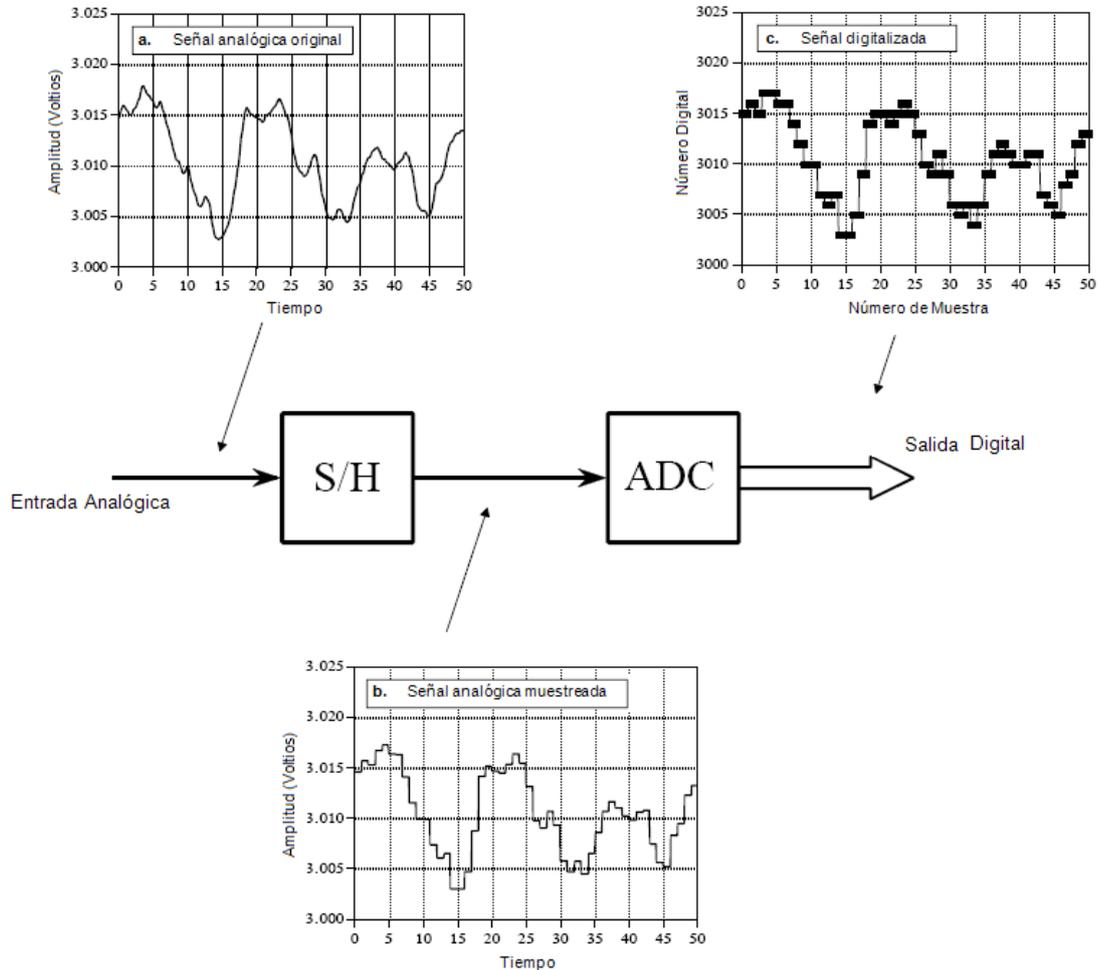 3.025
a. Señal analógica original
3.020
3.015
3.010
3.005
3.000
Amplitud (Voltios)
0 5 10 15 20 25 30 35 40 45 50
Tiempo
3025
c. Señal digitalizada
3020
3015
3010
3005
3000
Número Digital
0 5 10 15 20 25 30 35 40 45 50
Número de Muestra
Entrada Analógica
S/H
ADC
Salida Digital
3.025
b. Señal analógica muestreada
3.020
3.015
3.010
3.005
3.000
Amplitud (Voltios)
0 5 10 15 20 25 30 35 40 45 50
Tiempo